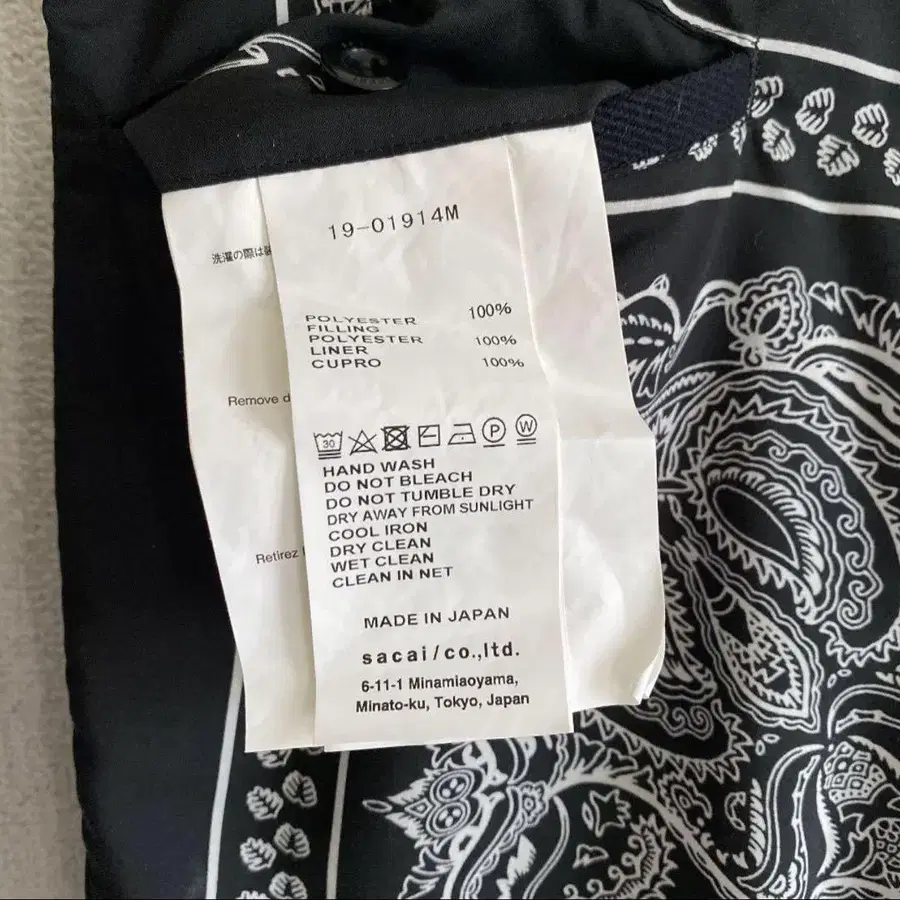 19-01914M
洗濯の際は装
POLYESTER 100%
FILLING
POLYESTER 100%
LINER
CUPRO 100%
Remove d
30
P
W
HAND WASH
DO NOT BLEACH
DO NOT TUMBLE DRY
DRY AWAY FROM SUNLIGHT
COOL IRON
DRY CLEAN
WET CLEAN
CLEAN IN NET
Retirez
MADE IN JAPAN
sacai/co.,ltd.
6-11-1 Minamiaoyama,
Minato-ku, Tokyo, Japan